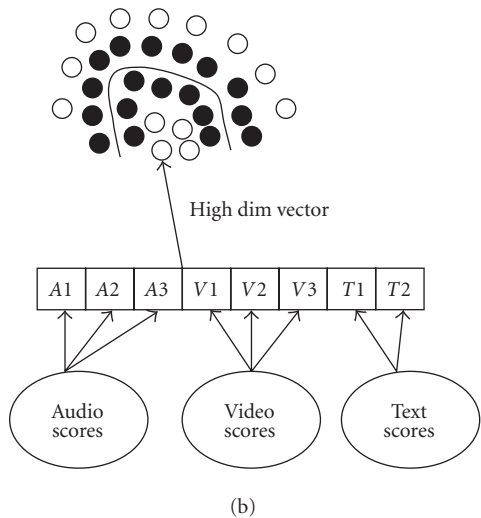 High dim vector
A1 A2 A3 V1 V2 V3 T1 T2
Audio
scores
Video
scores
Text
scores
(b)